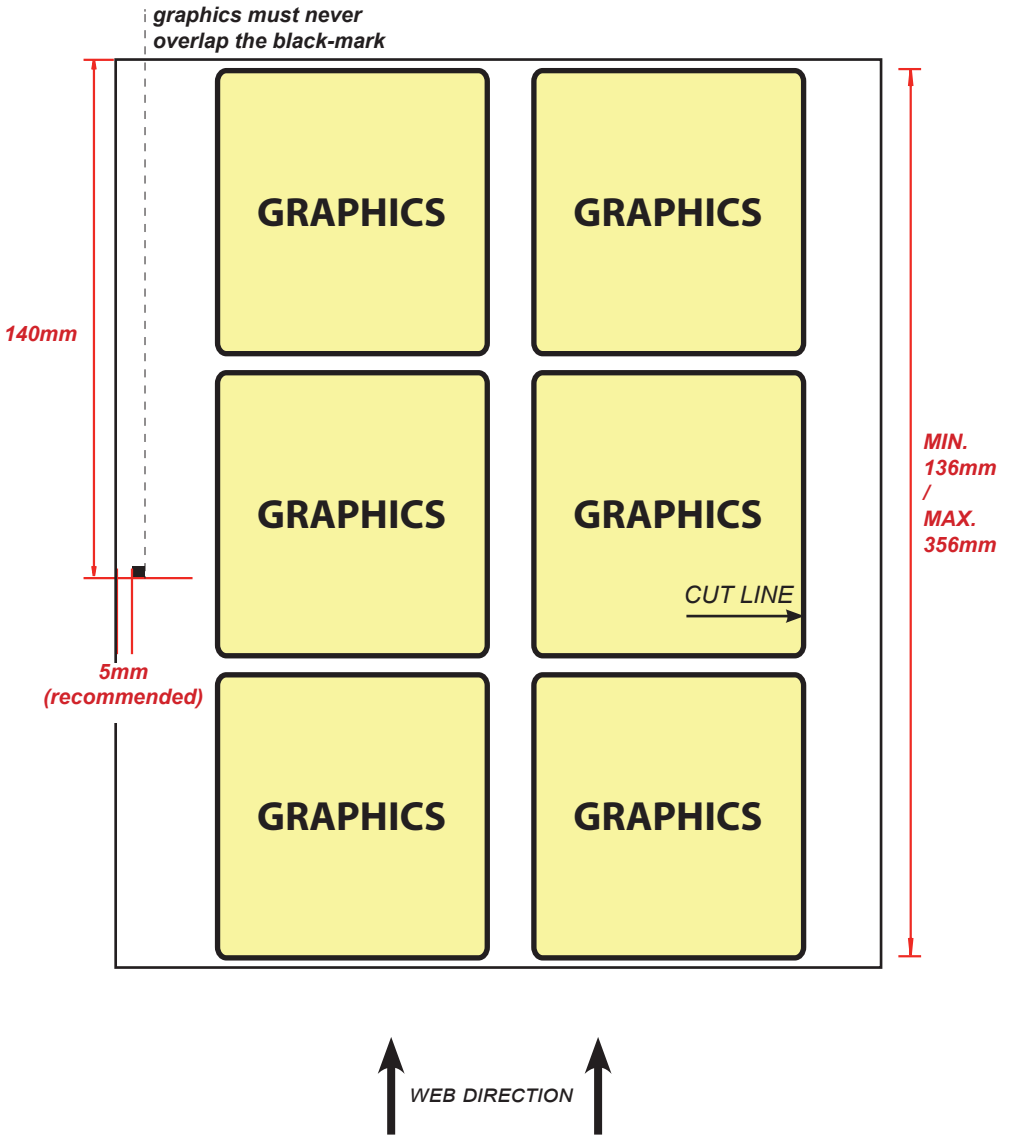 graphics must never
overlap the black-mark
GRAPHICS
GRAPHICS
140mm
MIN.
136mm
/
MAX.
356mm
GRAPHICS
GRAPHICS
CUT LINE
5mm
(recommended)
GRAPHICS
GRAPHICS
WEB DIRECTION